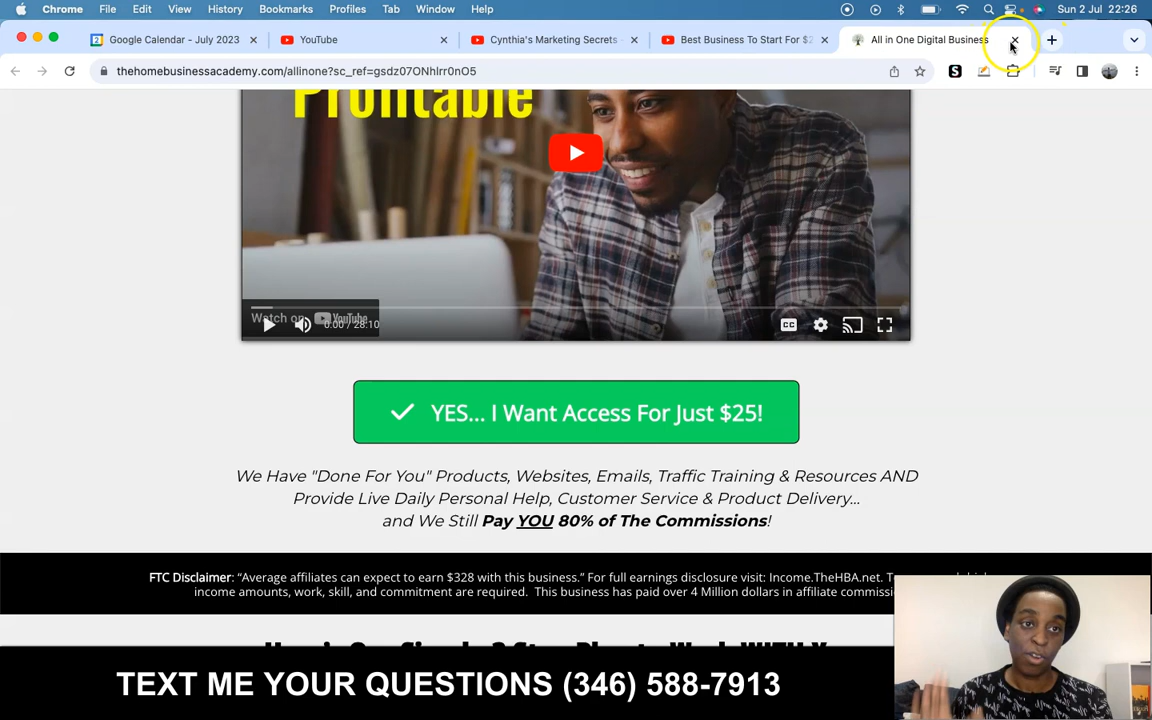 Chrome File Edit View History Bookmarks Profiles Tab Window Help Sun 2 Jul 22:26
Google Calendar - July 2023 YouTube Cynthia's Marketing Secrets - Best Business To Start For $2 All in One Digital Business
thehomebusinessacademy.com/allinone?sc_ref=gsdz07ONhlrr0nO5
Profitable
Watch on YouTube
0:00 / 28:10
YES... I Want Access For Just $25!
We Have "Done For You" Products, Websites, Emails, Traffic Training & Resources AND
Provide Live Daily Personal Help, Customer Service & Product Delivery...
and We Still Pay YOU 80% of The Commissions!
FTC Disclaimer: “Average affiliates can expect to earn $328 with this business.” For full earnings disclosure visit: Income.TheHBA.net.
income amounts, work, skill, and commitment are required. This business has paid over 4 Million dollars in affiliate
TEXT ME YOUR QUESTIONS (346) 588-7913